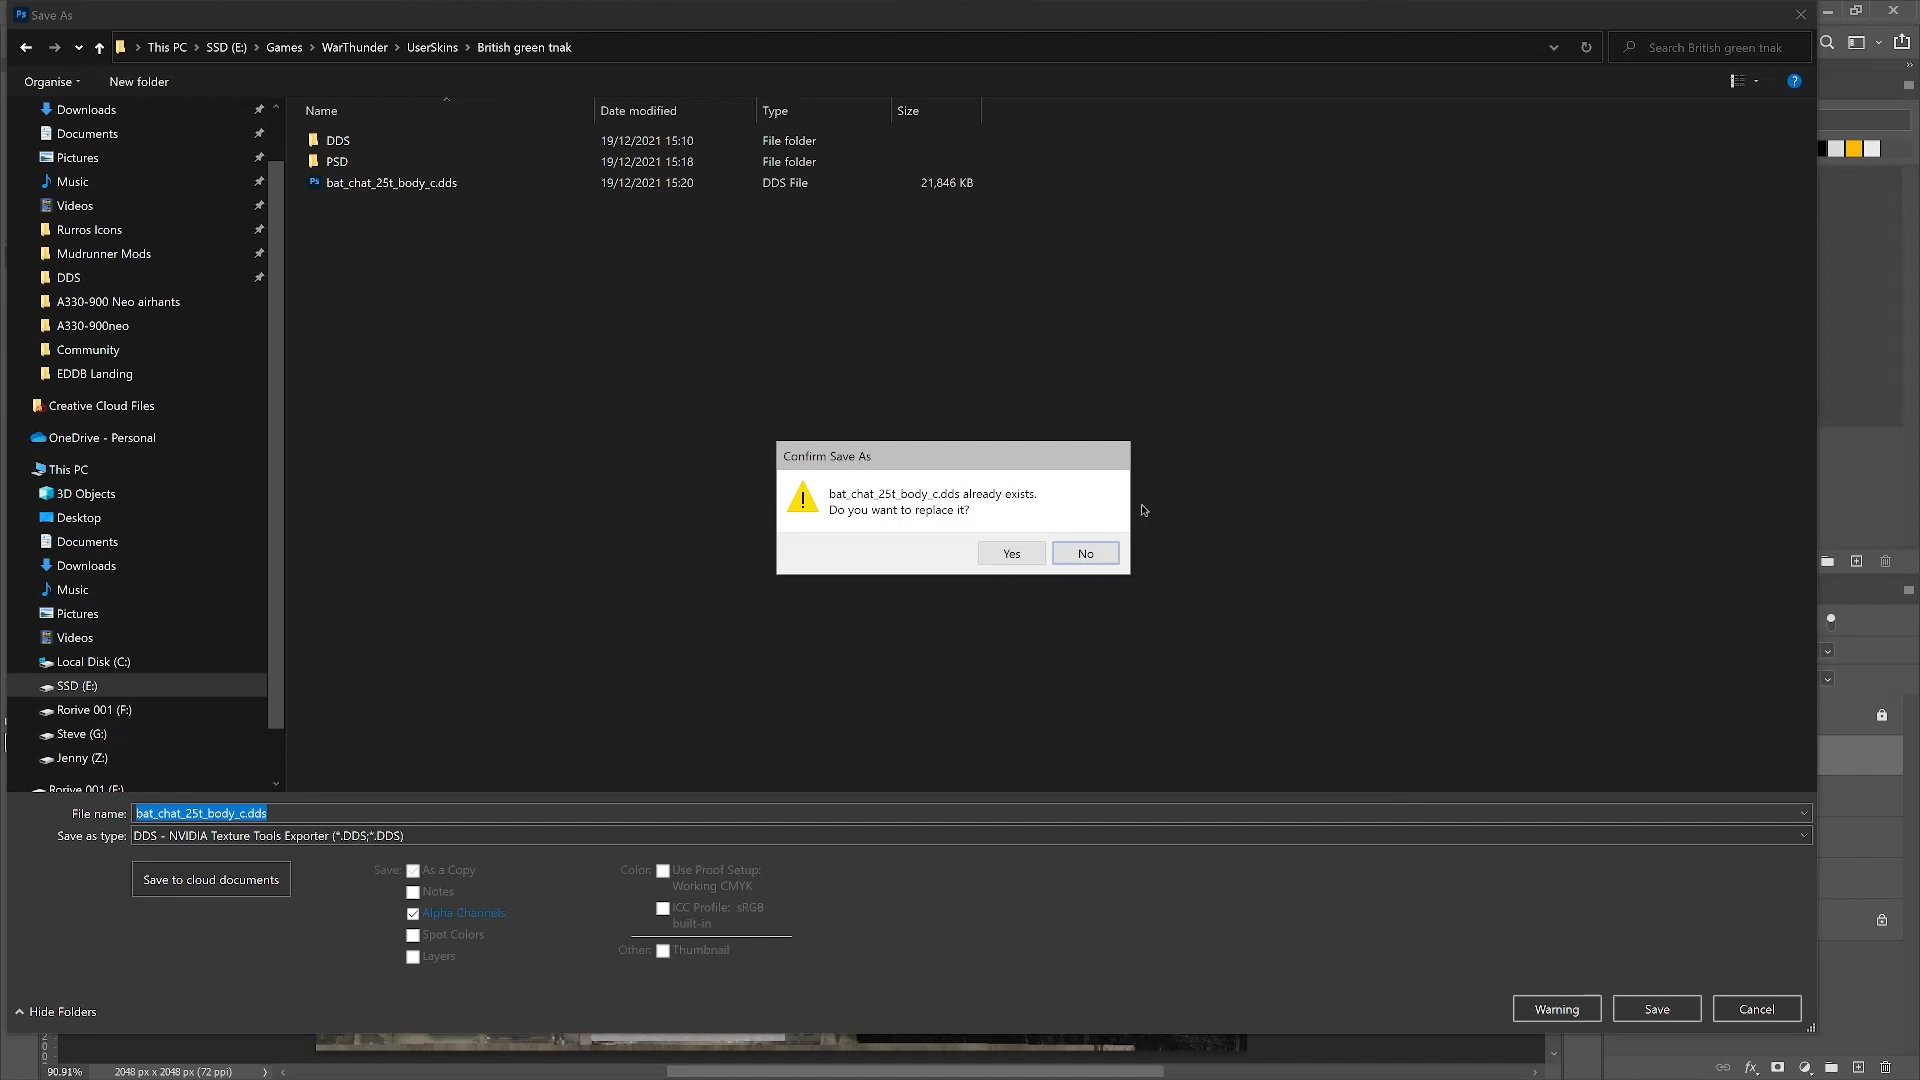 Ps Save As
This PC > SSD (E:) > Games > WarThunder > UserSkins > British green tnak
Search British green tnak
Organise
New folder
?
Name
Date modified
Type
Size
DDS
19/12/2021 15:10
File folder
PSD
19/12/2021 15:18
File folder
Ps bat_chat_25t_body_c.dds
19/12/2021 15:20
DDS File
21,846 KB
Downloads
Documents
Pictures
Music
Videos
Rurros Icons
Mudrunner Mods
DDS
A330-900 Neo airhants
A330-900neo
Community
EDDB Landing
Creative Cloud Files
OneDrive - Personal
This PC
3D Objects
Desktop
Documents
Downloads
Music
Pictures
Videos
Local Disk (C:)
SSD (E:)
Rorive 001 (F:)
Steve (G:)
Jenny (Z:)
Rorive 001 (F:)
Confirm Save As
bat_chat_25t_body_c.dds already exists.
Do you want to replace it?
Yes
No
File name: bat_chat_25t_body_c.dds
Save as type: DDS - NVIDIA Texture Tools Exporter (*.DDS;*.DDS)
Save to cloud documents
Save: As a Copy
Notes
Alpha Channels
Spot Colors
Layers
Color: Use Proof Setup:
Working CMYK
ICC Profile: sRGB
built-in
Other: Thumbnail
Hide Folders
Warning
Save
Cancel
2
0
0
90.91%
2048 px x 2048 px (72 ppi)
fx